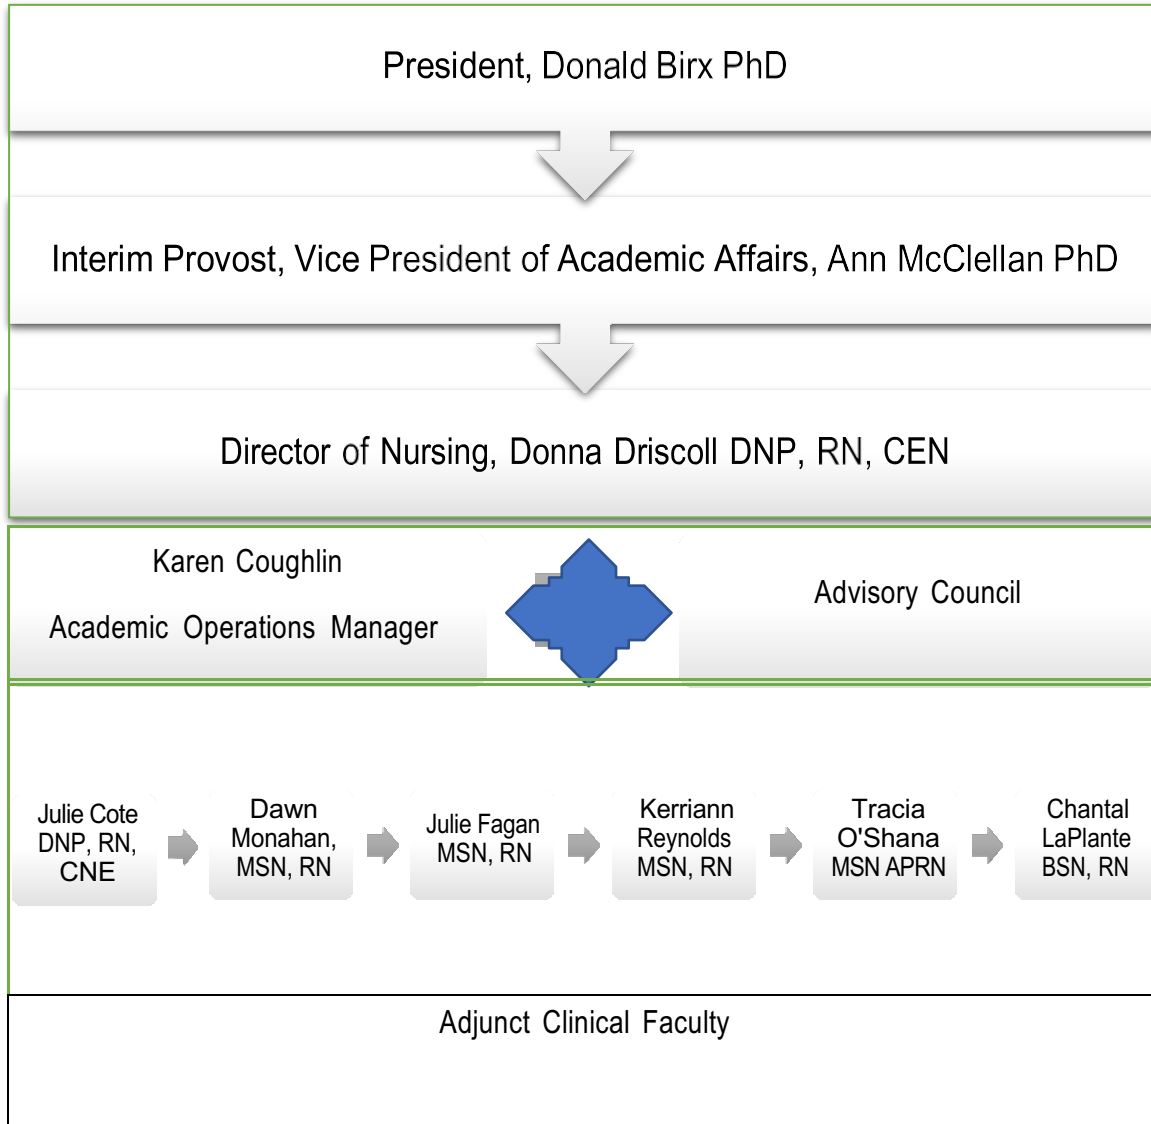 President, Donald Birx PhD
Interim Provost, Vice President of Academic Affairs, Ann McClellan PhD
Director of Nursing, Donna Driscoll DNP, RN, CEN
Karen Coughlin
Academic Operations Manager
Advisory Council
Julie Cote
DNP, RN,
CNE
Dawn
Monahan,
MSN, RN
Julie Fagan
MSN, RN
Kerriann
Reynolds
MSN, RN
Tracia
O'Shana
MSN APRN
Chantal
LaPlante
BSN, RN
Adjunct Clinical Faculty